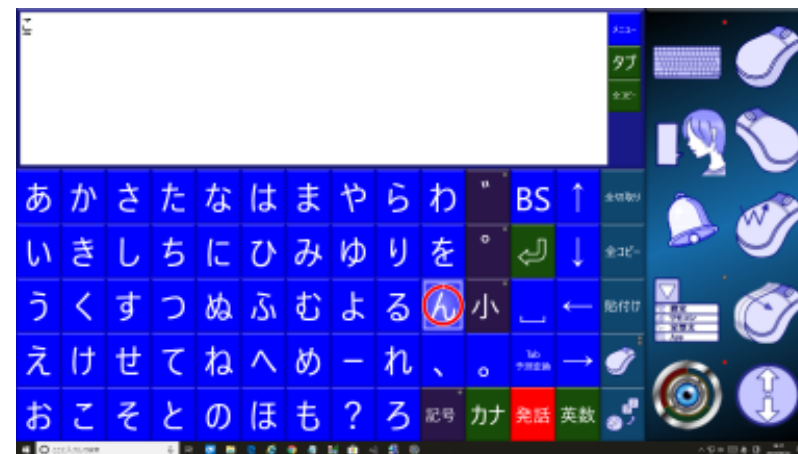 メニュー
タブ
全コピー
あ か さ た な は ま や ら わ " BS ↑ 全切取り
い き し ち に ひ み ゆ り を ° ↓ 全コピー
う く す つ ぬ ふ む よ る ん 小 ← 貼付け
え け せ て ね へ め ー れ 、 。 Tab →
お こ そ と の ほ も ? ろ 記号 カナ 発話 英数